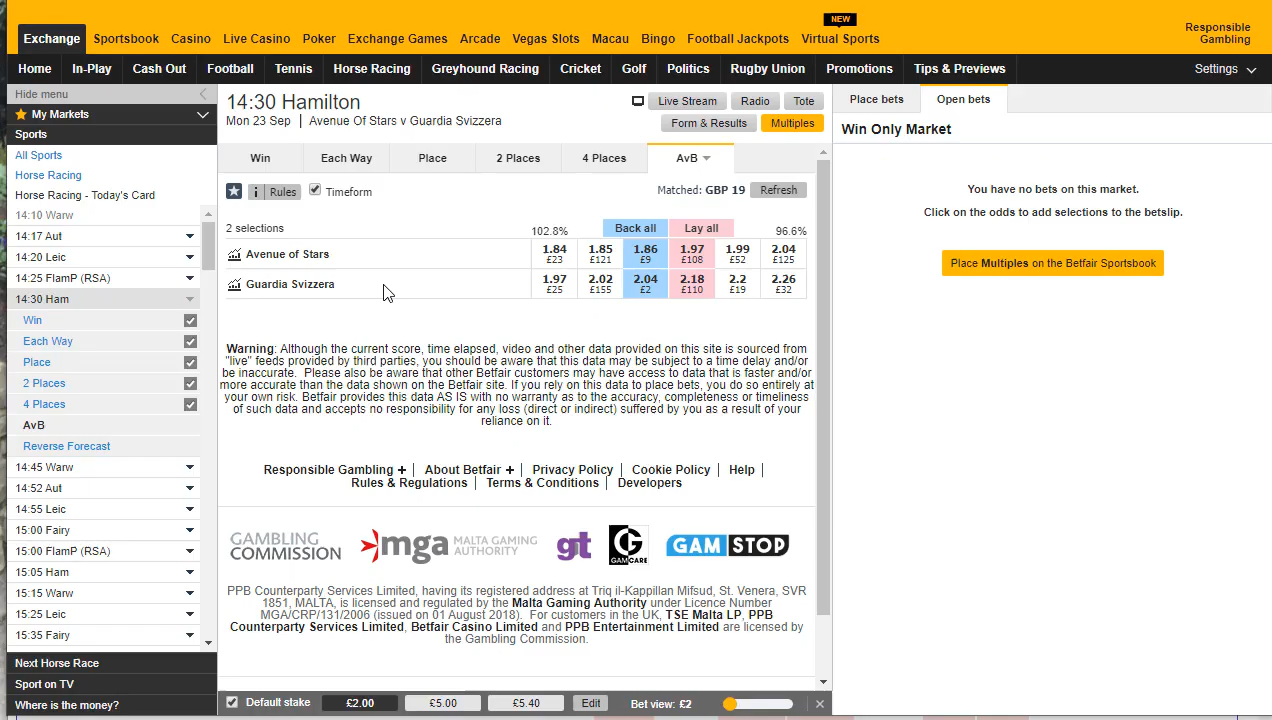 NEW
Exchange Sportsbook Casino Live Casino Poker Exchange Games Arcade Vegas Slots Macau Bingo Football Jackpots Virtual Sports
Responsible
Gambling
Home In-Play Cash Out Football Tennis Horse Racing Greyhound Racing Cricket Golf Politics Rugby Union Promotions Tips & Previews Settings
Hide menu
My Markets
Sports
All Sports
Horse Racing
Horse Racing - Today's Card
14:10 Warw
14:17 Aut
14:20 Leic
14:25 FlamP (RSA)
14:30 Ham
Win
Each Way
Place
2 Places
4 Places
AvB
Reverse Forecast
14:45 Warw
14:52 Aut
14:55 Leic
15:00 Fairy
15:00 FlamP (RSA)
15:05 Ham
15:15 Warw
15:25 Leic
15:35 Fairy
Next Horse Race
Sport on TV
Where is the money?
14:30 Hamilton
Mon 23 Sep | Avenue Of Stars v Guardia Svizzera
Live Stream Radio Tote
Form & Results Multiples
Win Each Way Place 2 Places 4 Places AvB
i Rules Timeform
Matched: GBP 19 Refresh
2 selections 102.8% Back all Lay all 96.6%
Avenue of Stars 1.84 1.85 1.86 1.97 1.99 2.04
£23 £121 £9 £108 £52 £125
Guardia Svizzera 1.97 2.02 2.04 2.18 2.2 2.26
£25 £155 £2 £110 £19 £32
Warning: Although the current score, time elapsed, video and other data provided on this site is sourced from
"live" feeds provided by third parties, you should be aware that this data may be subject to a time delay and/or
be inaccurate. Please also be aware that other Betfair customers may have access to data that is faster and/or
more accurate than the data shown on the Betfair site. If you rely on this data to place bets, you do so entirely at
your own risk. Betfair provides this data AS IS with no warranty as to the accuracy, completeness or timeliness
of such data and accepts no responsibility for any loss (direct or indirect) suffered by you as a result of your
reliance on it.
Responsible Gambling + | About Betfair + | Privacy Policy | Cookie Policy | Help |
Rules & Regulations | Terms & Conditions | Developers
GAMBLING
COMMISSION
mga MALTA GAMING
AUTHORITY
gt
G
GAMCARE
GAMSTOP
PPB Counterparty Services Limited, having its registered address at Triq il-Kappillan Mifsud, St. Venera, SVR
1851, MALTA, is licensed and regulated by the Malta Gaming Authority under Licence Number
MGA/CRP/131/2006 (issued on 01 August 2018). For customers in the UK, TSE Malta LP, PPB
Counterparty Services Limited, Betfair Casino Limited and PPB Entertainment Limited are licensed by
the Gambling Commission.
Default stake £2.00 £5.00 £5.40 Edit Bet view: £2
Place bets Open bets
Win Only Market
You have no bets on this market.
Click on the odds to add selections to the betslip.
Place Multiples on the Betfair Sportsbook